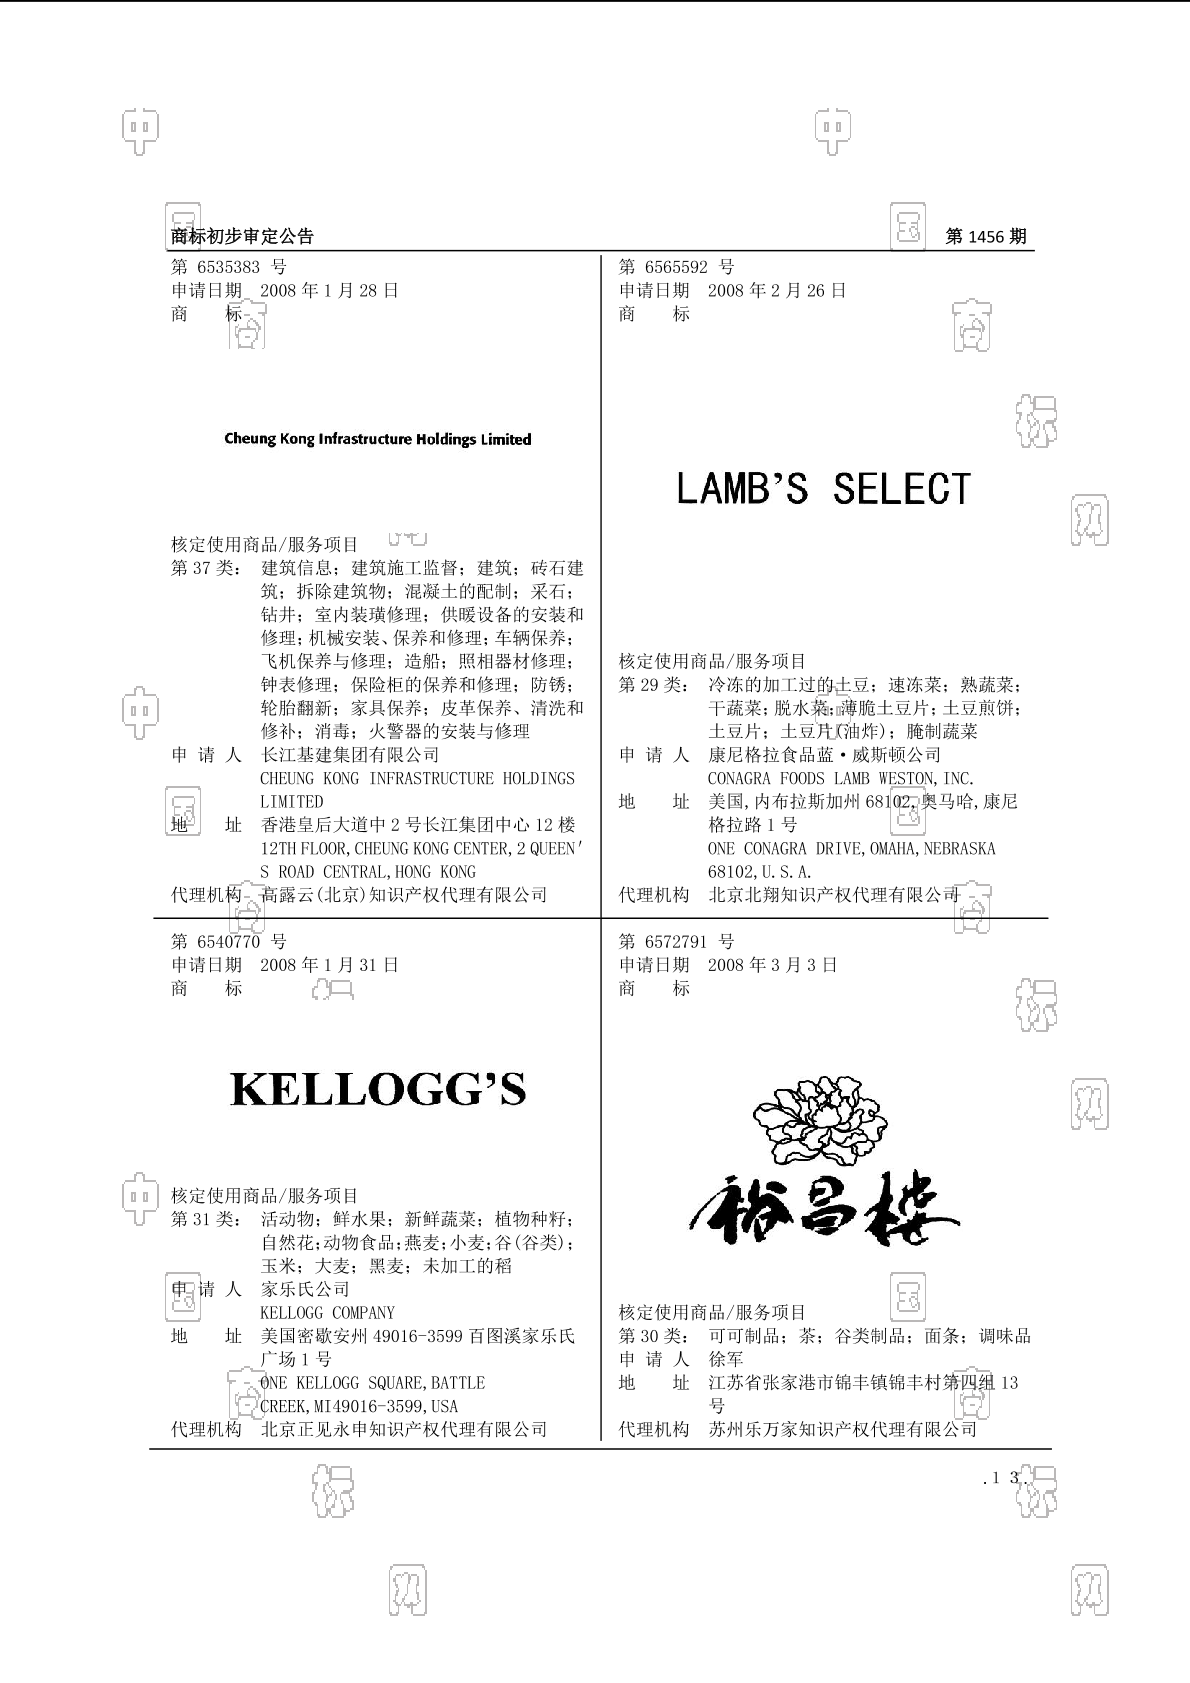 商标初步审定公告
第 1456 期
第 6535383 号
申请日期 2008 年 1 月 28 日
商 标
Cheung Kong Infrastructure Holdings Limited
核定使用商品/服务项目
第 37 类： 建筑信息；建筑施工监督；建筑；砖石建
筑；拆除建筑物；混凝土的配制；采石；
钻井；室内装璜修理；供暖设备的安装和
修理；机械安装、保养和修理；车辆保养；
飞机保养与修理；造船；照相器材修理；
钟表修理；保险柜的保养和修理；防锈；
轮胎翻新；家具保养；皮革保养、清洗和
修补；消毒；火警器的安装与修理
申 请 人 长江基建集团有限公司
CHEUNG KONG INFRASTRUCTURE HOLDINGS
LIMITED
地 址 香港皇后大道中 2 号长江集团中心 12 楼
12TH FLOOR,CHEUNG KONG CENTER,2 QUEEN'
S ROAD CENTRAL,HONG KONG
代理机构 高露云(北京)知识产权代理有限公司
第 6565592 号
申请日期 2008 年 2 月 26 日
商 标
LAMB'S SELECT
核定使用商品/服务项目
第 29 类： 冷冻的加工过的土豆；速冻菜；熟蔬菜；
干蔬菜；脱水菜；薄脆土豆片；土豆煎饼；
土豆片；土豆片(油炸)；腌制蔬菜
申 请 人 康尼格拉食品蓝·威斯顿公司
CONAGRA FOODS LAMB WESTON,INC.
地 址 美国,内布拉斯加州 68102,奥马哈,康尼
格拉路 1 号
ONE CONAGRA DRIVE,OMAHA,NEBRASKA
68102,U.S.A.
代理机构 北京北翔知识产权代理有限公司
第 6540770 号
申请日期 2008 年 1 月 31 日
商 标
KELLOGG'S
核定使用商品/服务项目
第 31 类： 活动物；鲜水果；新鲜蔬菜；植物种籽；
自然花；动物食品；燕麦；小麦；谷(谷类)；
玉米；大麦；黑麦；未加工的稻
申 请 人 家乐氏公司
KELLOGG COMPANY
地 址 美国密歇安州 49016-3599 百图溪家乐氏
广场 1 号
ONE KELLOGG SQUARE,BATTLE
CREEK,MI49016-3599,USA
代理机构 北京正见永申知识产权代理有限公司
第 6572791 号
申请日期 2008 年 3 月 3 日
商 标
裕昌楼
核定使用商品/服务项目
第 30 类： 可可制品；茶；谷类制品；面条；调味品
申 请 人 徐军
地 址 江苏省张家港市锦丰镇锦丰村第四组 13
号
代理机构 苏州乐万家知识产权代理有限公司
.13.